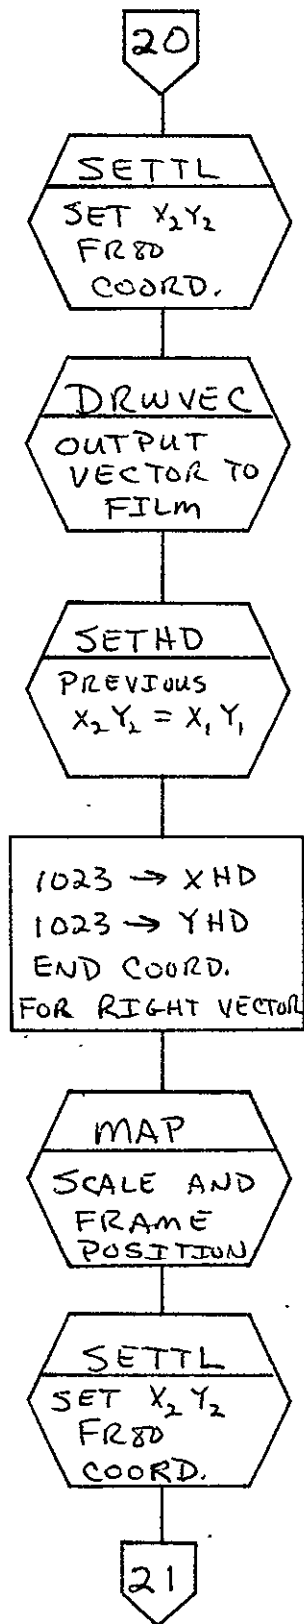 20
SETTL
SET X₂Y₂
FR80
COORD.
DRWVEC
OUTPUT
VECTOR TO
FILM
SETHD
PREVIOUS
X₂Y₂ = X₁Y₁
1023 → XHD
1023 → YHD
END COORD.
FOR RIGHT VECTOR
MAP
SCALE AND
FRAME
POSITION
SETTL
SET X₂Y₂
FR80
COORD.
21